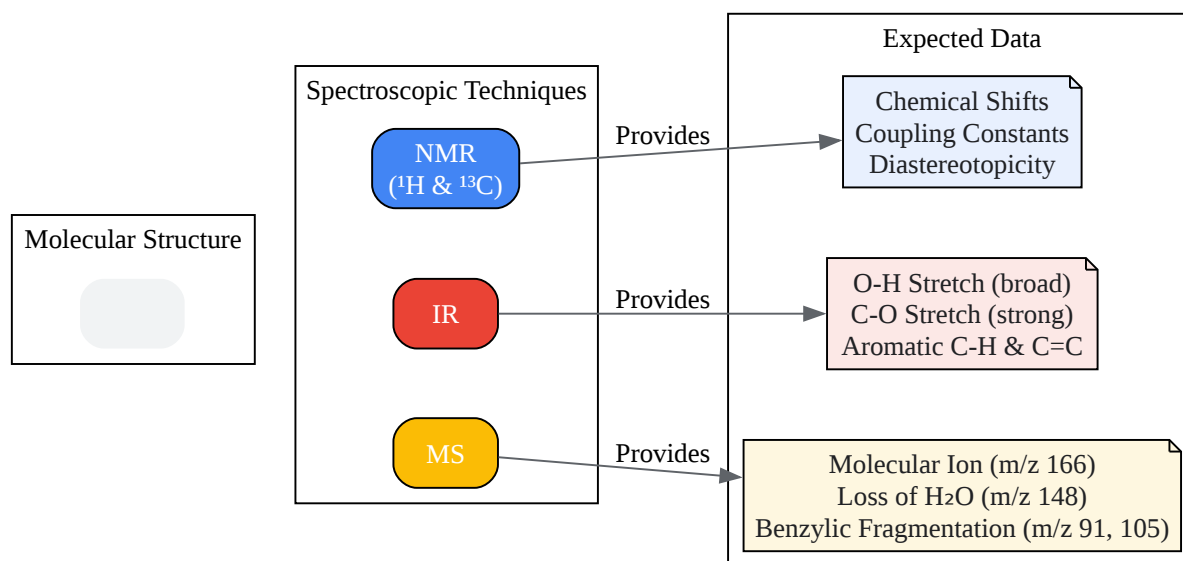 Molecular Structure
Spectroscopic Techniques
NMR
(¹H & ¹³C)
IR
MS
Provides
Provides
Provides
Expected Data
Chemical Shifts
Coupling Constants
Diastereotopicity
O-H Stretch (broad)
C-O Stretch (strong)
Aromatic C-H & C=C
Molecular Ion (m/z 166)
Loss of H₂O (m/z 148)
Benzylic Fragmentation (m/z 91, 105)